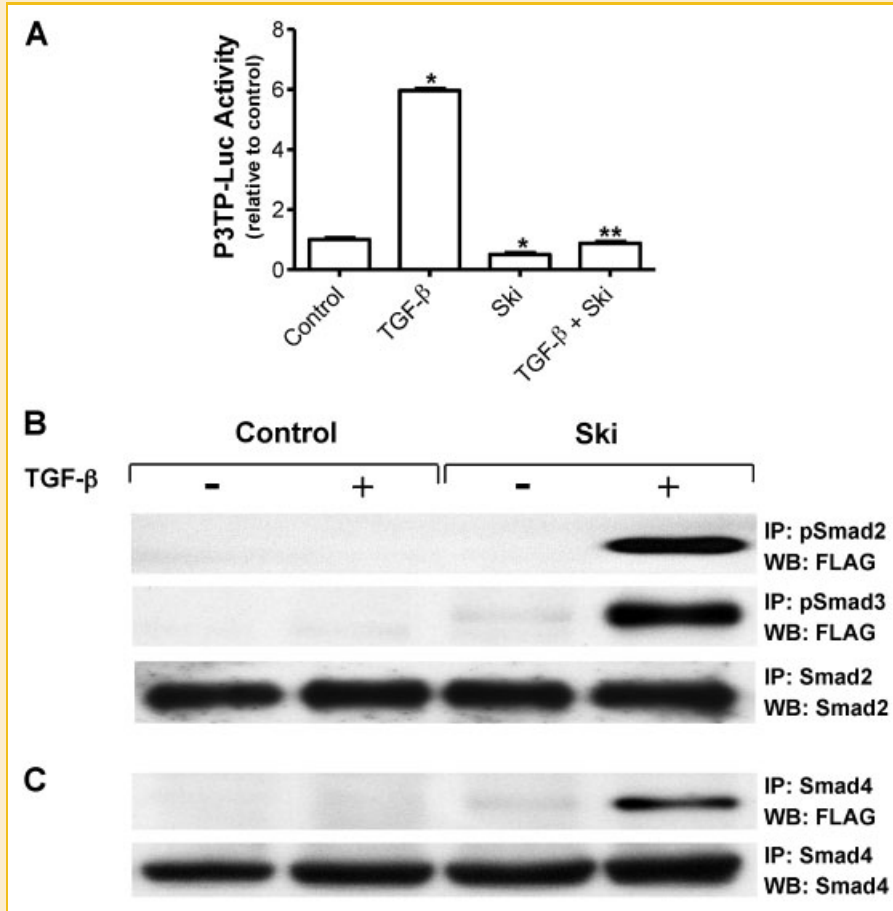 A
P3TP-Luc Activity
(relative to control)
8
6
4
2
0
*
*
**
Control
TGF-β
Ski
TGF-β + Ski
B
Control Ski
TGF-β - + - +
IP: pSmad2
WB: FLAG
IP: pSmad3
WB: FLAG
IP: Smad2
WB: Smad2
C
IP: Smad4
WB: FLAG
IP: Smad4
WB: Smad4